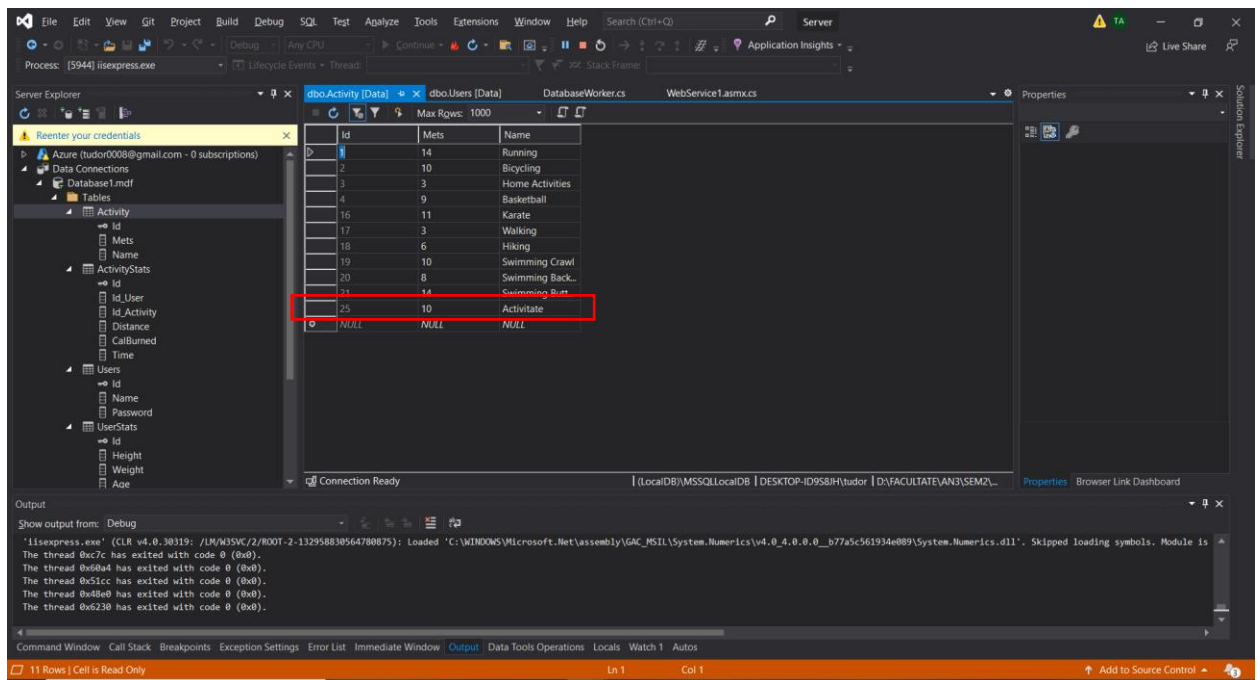 File Edit View Git Project Build Debug SQL Test Analyze Tools Extensions Window Help Search (Ctrl+Q) Server TA
Debug Any CPU Continue Application Insights Live Share
Process: [5944] iisexpress.exe Lifecycle Events Thread: Stack Frame:
Server Explorer
Reenter your credentials
Azure (tudor0008@gmail.com - 0 subscriptions)
Data Connections
Database1.mdf
Tables
Activity
Id
Mets
Name
ActivityStats
Id
Id_User
Id_Activity
Distance
CalBurned
Time
Users
Id
Name
Password
UserStats
Id
Height
Weight
Age
dbo.Activity [Data] dbo.Users [Data] DatabaseWorker.cs WebService1.asmx.cs
Max Rows: 1000
Id Mets Name
1 14 Running
2 10 Bicycling
3 3 Home Activities
4 9 Basketball
16 11 Karate
17 3 Walking
18 6 Hiking
19 10 Swimming Crawl
20 8 Swimming Back...
21 14 Swimming Butt...
25 10 Activitate
NULL NULL NULL
Connection Ready (LocalDB)\MSSQLLocalDB DESKTOP-ID9S8JH\tudor D:\FACULTATE\AN3\SEM2\...
Properties
Properties Browser Link Dashboard
Solution Explorer
Output
Show output from: Debug
'iisexpress.exe' (CLR v4.0.30319: /LM/W3SVC/2/ROOT-2-132958830564780875): Loaded 'C:\WINDOWS\Microsoft.Net\assembly\GAC_MSIL\System.Numerics\v4.0_4.0.0.0__b77a5c561934e089\System.Numerics.dll'. Skipped loading symbols. Module is
The thread 0xc7c has exited with code 0 (0x0).
The thread 0x60a4 has exited with code 0 (0x0).
The thread 0x51cc has exited with code 0 (0x0).
The thread 0x48e0 has exited with code 0 (0x0).
The thread 0x6230 has exited with code 0 (0x0).
Command Window Call Stack Breakpoints Exception Settings Error List Immediate Window Output Data Tools Operations Locals Watch 1 Autos
11 Rows | Cell is Read Only Ln 1 Col 1 Add to Source Control